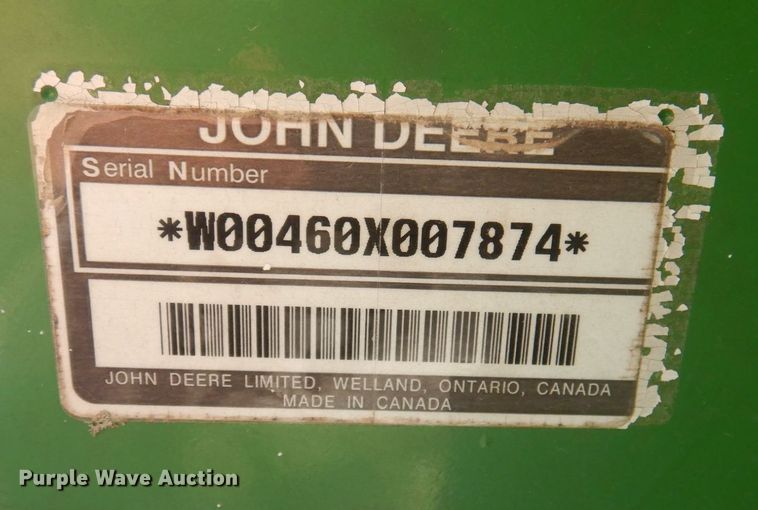 JOHN DEERE
Serial Number
*W00460X007874*
JOHN DEERE LIMITED, WELLAND, ONTARIO, CANADA
MADE IN CANADA
Purple Wave Auction